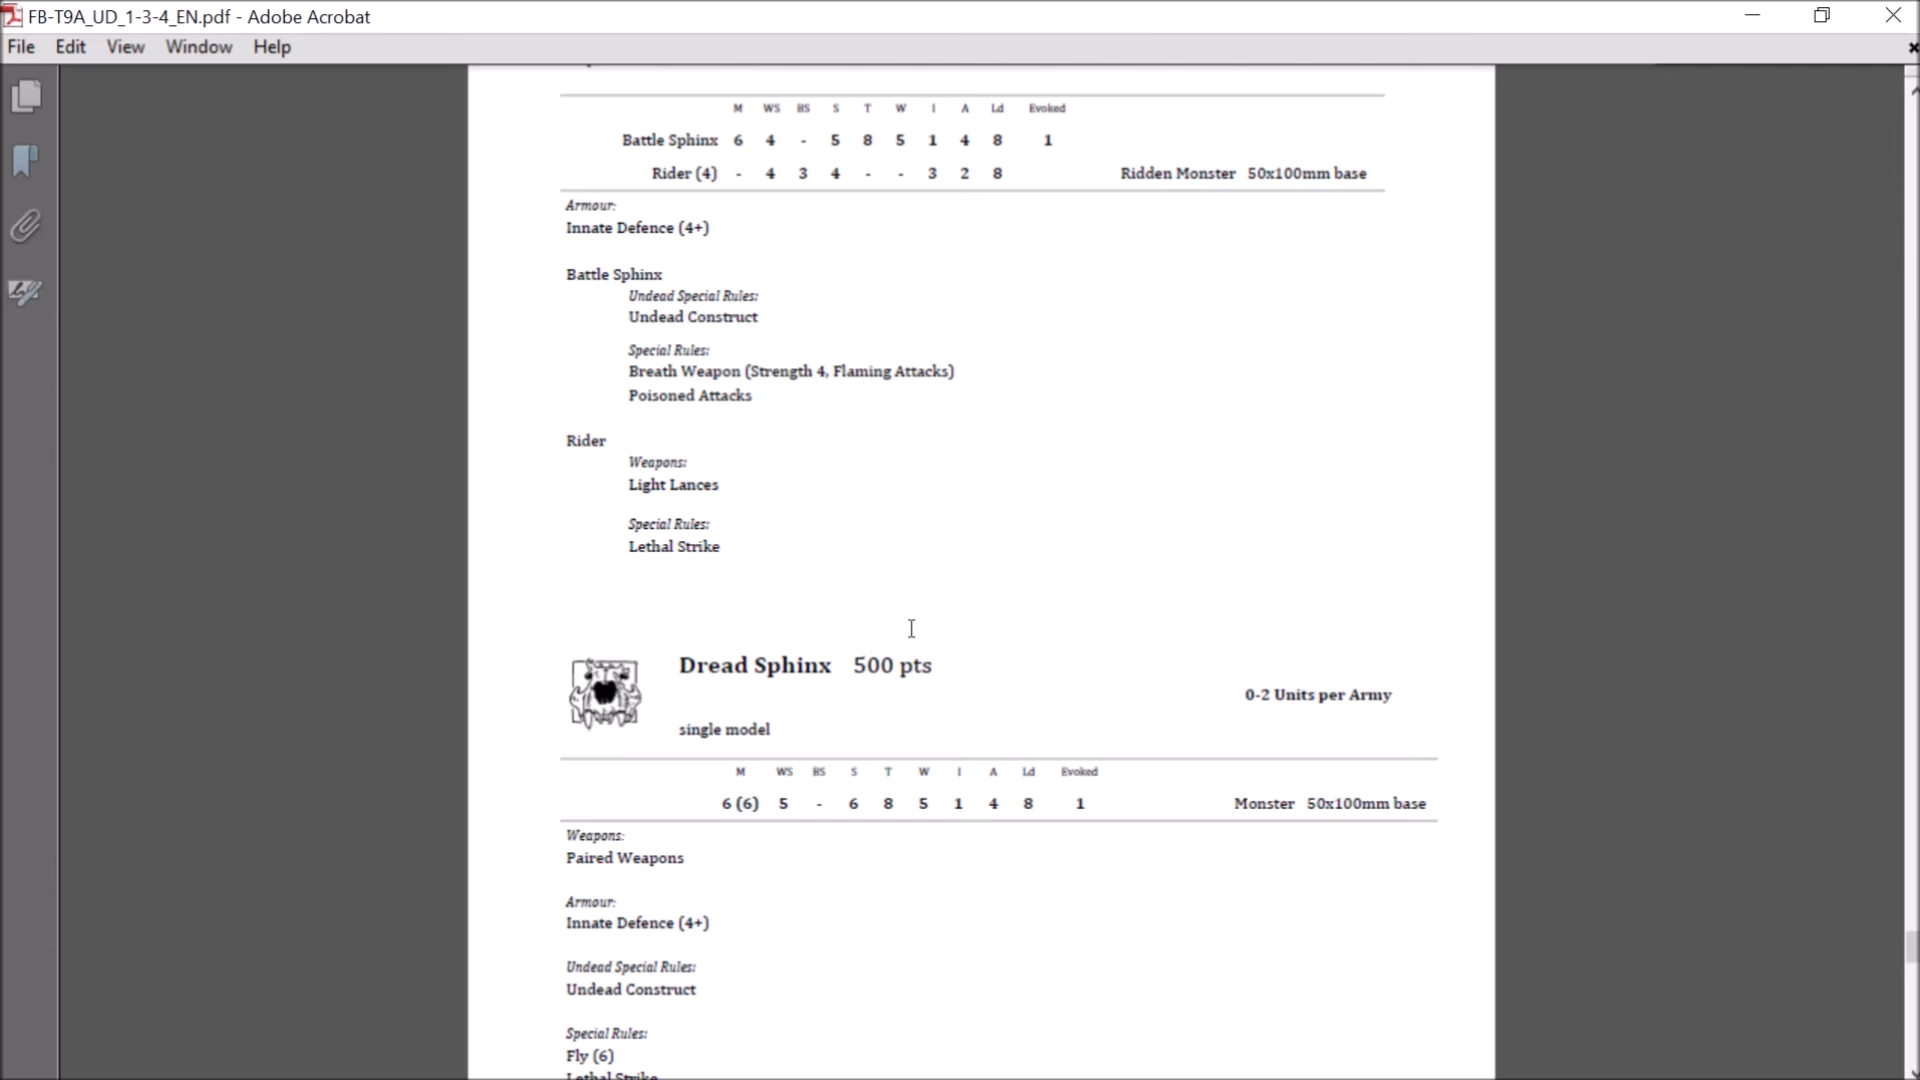 FB-T9A_UD_1-3-4_EN.pdf - Adobe Acrobat
File Edit View Window Help
M WS BS S T W I A Ld Evoked
Battle Sphinx 6 4 - 5 8 5 1 4 8 1
Rider (4) - 4 3 4 - - 3 2 8 Ridden Monster 50x100mm base
Armour:
Innate Defence (4+)
Battle Sphinx
Undead Special Rules:
Undead Construct
Special Rules:
Breath Weapon (Strength 4, Flaming Attacks)
Poisoned Attacks
Rider
Weapons:
Light Lances
Special Rules:
Lethal Strike
Dread Sphinx 500 pts
0-2 Units per Army
single model
M WS BS S T W I A Ld Evoked
6 (6) 5 - 6 8 5 1 4 8 1 Monster 50x100mm base
Weapons:
Paired Weapons
Armour:
Innate Defence (4+)
Undead Special Rules:
Undead Construct
Special Rules:
Fly (6)
Lethal Strike